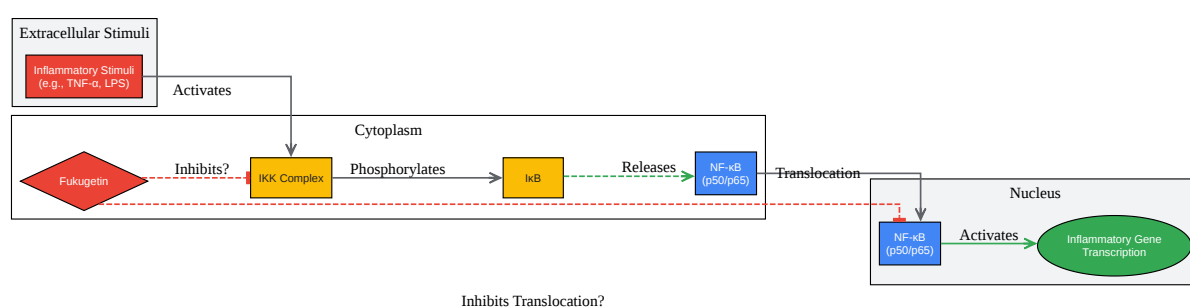 Extracellular Stimuli
Inflammatory Stimuli
(e.g., TNF-α, LPS)
Activates
Cytoplasm
Fukugetin
Inhibits?
IKK Complex
Phosphorylates
IκB
Releases
NF-κB
(p50/p65)
Translocation
Nucleus
NF-κB
(p50/p65)
Activates
Inflammatory Gene
Transcription
Inhibits Translocation?